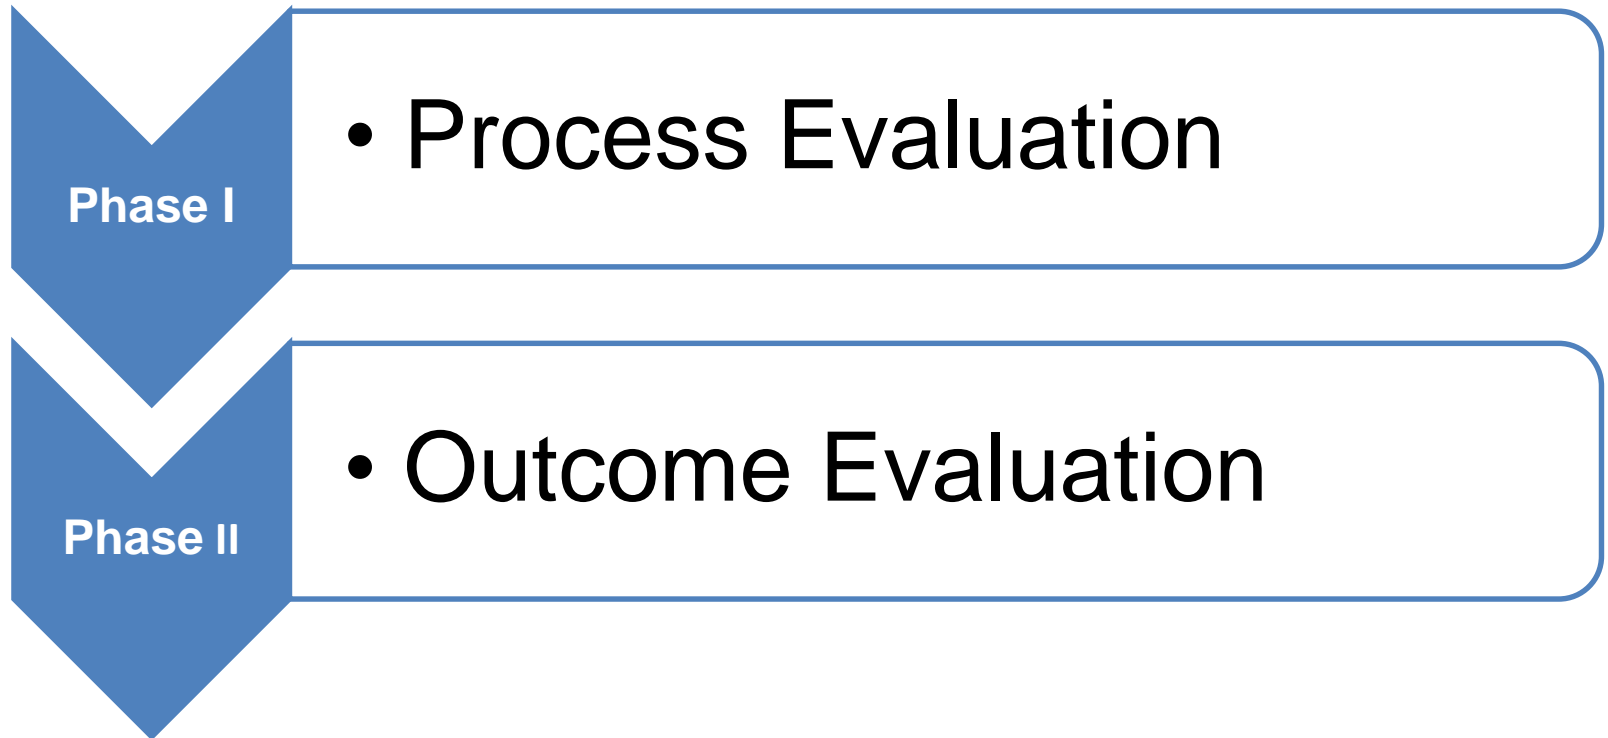 Phase I
• Process Evaluation
Phase II
• Outcome Evaluation